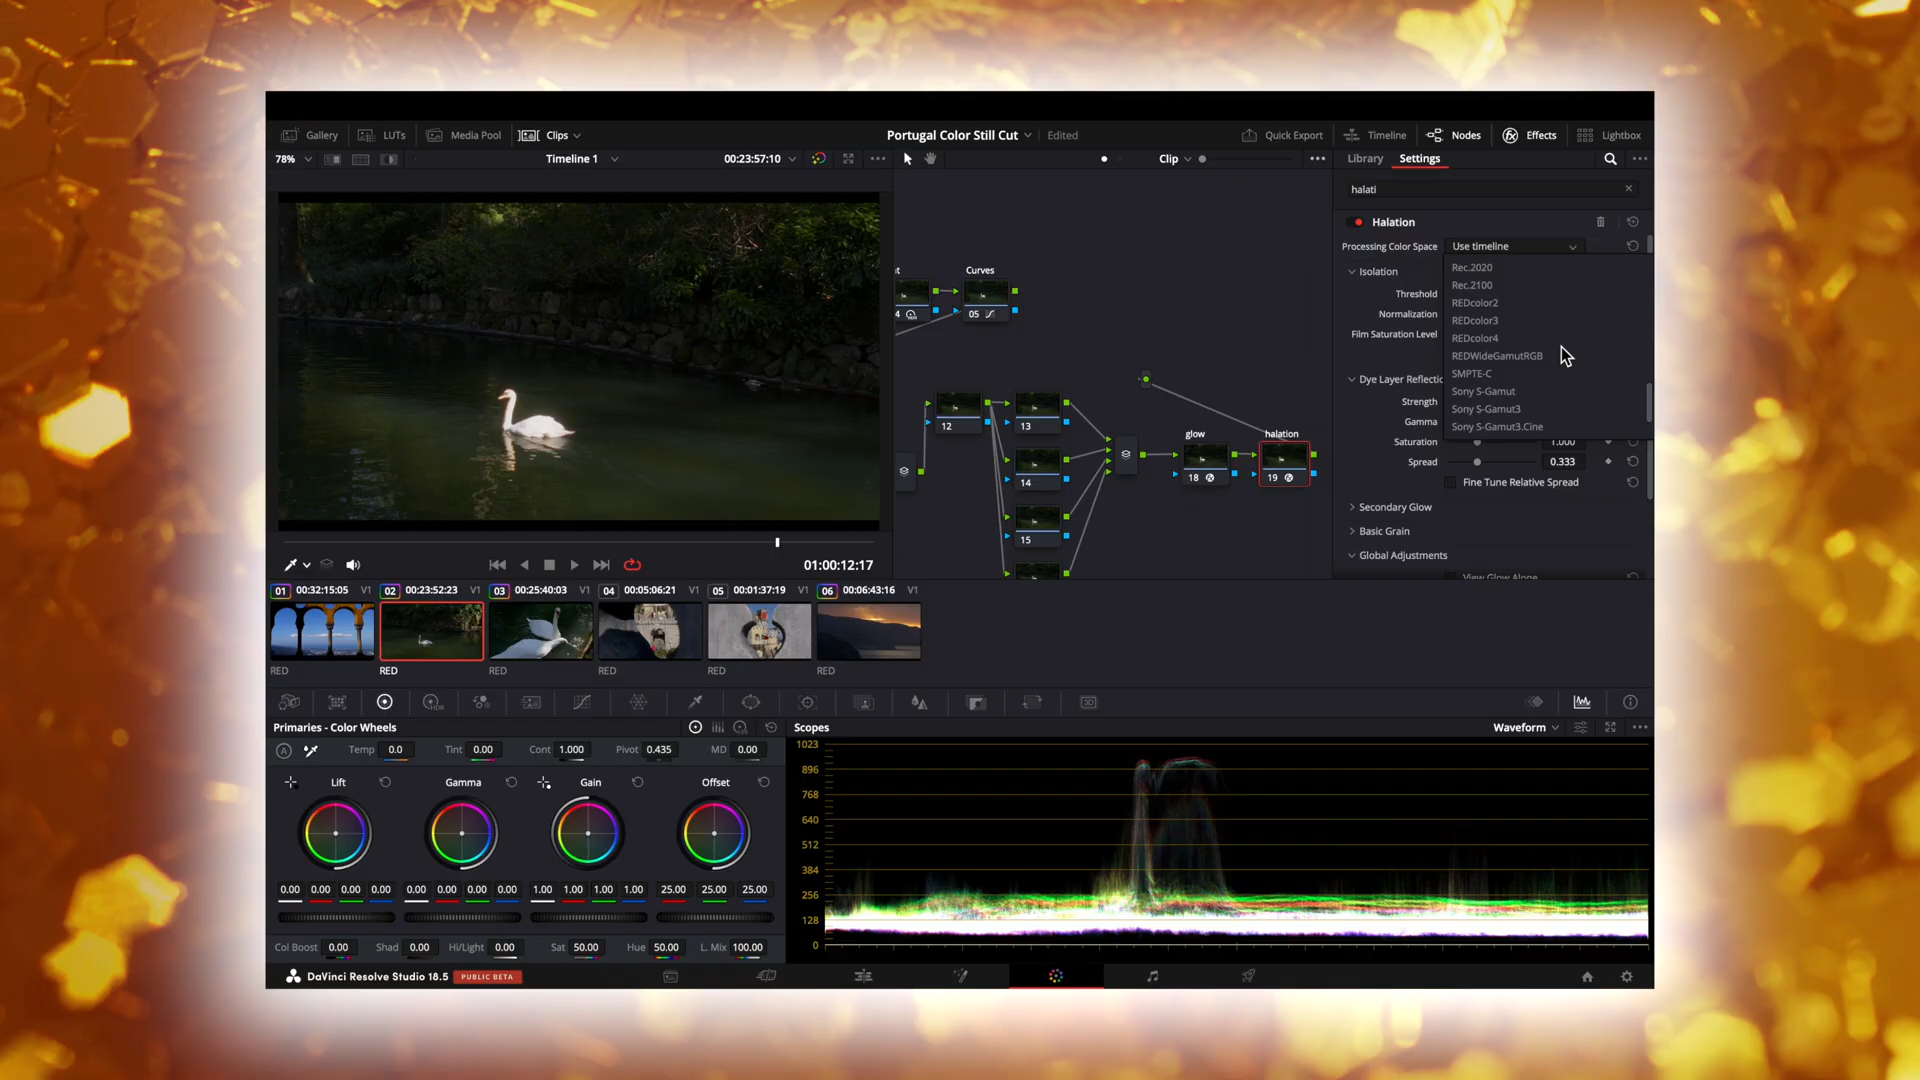 Gallery LUTs Media Pool Clips Portugal Color Still Cut Edited Quick Export Timeline Nodes Effects Lightbox
78% Timeline 1 00:23:57:10 Clip Library Settings
halati
Halation
Processing Color Space Use timeline
Isolation
Threshold
Normalization
Film Saturation Level
Rec.2020
Rec.2100
REDcolor2
REDcolor3
REDcolor4
REDWideGamutRGB
SMPTE-C
Sony S-Gamut
Sony S-Gamut3
Sony S-Gamut3.Cine
Dye Layer Reflectio
Strength
Gamma
Saturation 1.000
Spread 0.333
Fine Tune Relative Spread
Secondary Glow
Basic Grain
Global Adjustments
View Glow Alone
Curves
4 05
12 13
14
15
glow
18
halation
19
01:00:12:17
01 00:32:15:05 V1 02 00:23:52:23 V1 03 00:25:40:03 V1 04 00:05:06:21 V1 05 00:01:37:19 V1 06 00:06:43:16 V1
RED RED RED RED RED RED
HDR
3D
Primaries - Color Wheels
A Temp 0.0 Tint 0.00 Cont 1.000 Pivot 0.435 MD 0.00
Lift Gamma Gain Offset
0.00 0.00 0.00 0.00 0.00 0.00 0.00 0.00 1.00 1.00 1.00 1.00 25.00 25.00 25.00
Col Boost 0.00 Shad 0.00 Hi/Light 0.00 Sat 50.00 Hue 50.00 L. Mix 100.00
Scopes Waveform
1023
896
768
640
512
384
256
128
0
DaVinci Resolve Studio 18.5 PUBLIC BETA